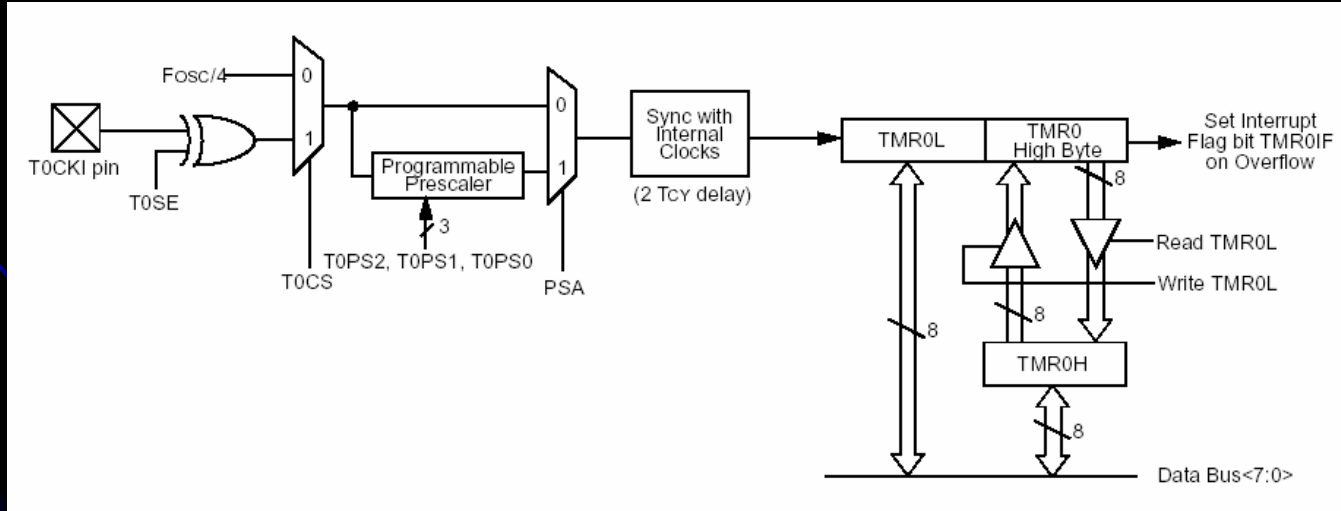 Fosc/4
0
1
T0CKI pin
T0SE
T0CS
Programmable
Prescaler
3
T0PS2, T0PS1, T0PS0
0
1
PSA
Sync with
Internal
Clocks
(2 TCY delay)
TMR0L
TMR0
High Byte
Set Interrupt
Flag bit TMR0IF
on Overflow
8
Read TMR0L
Write TMR0L
8
8
TMR0H
8
Data Bus<7:0>